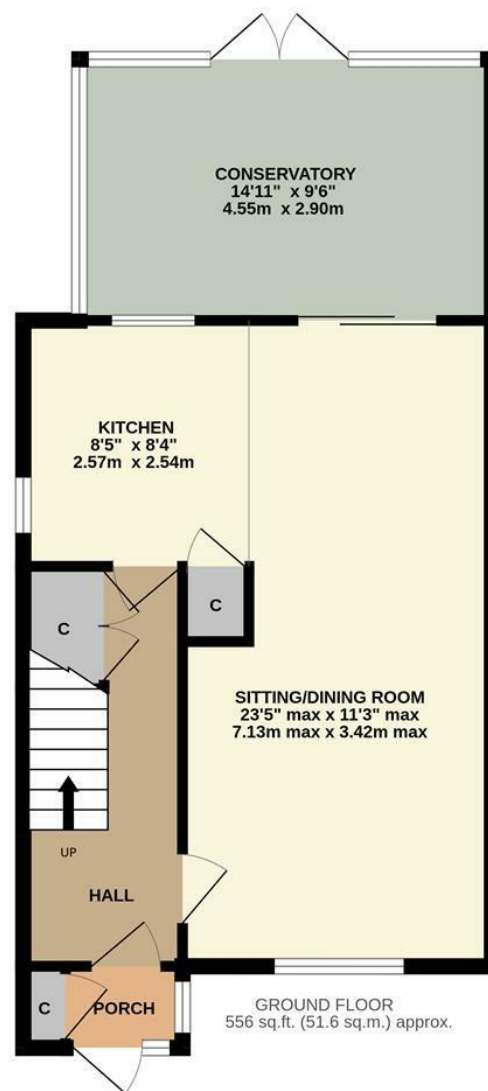 CONSERVATORY
14'11" x 9'6"
4.55m x 2.90m
KITCHEN
8'5" x 8'4"
2.57m x 2.54m
C
C
SITTING/DINING ROOM
23'5" max x 11'3" max
7.13m max x 3.42m max
UP
HALL
C
PORCH
GROUND FLOOR
556 sq.ft. (51.6 sq.m.) approx.